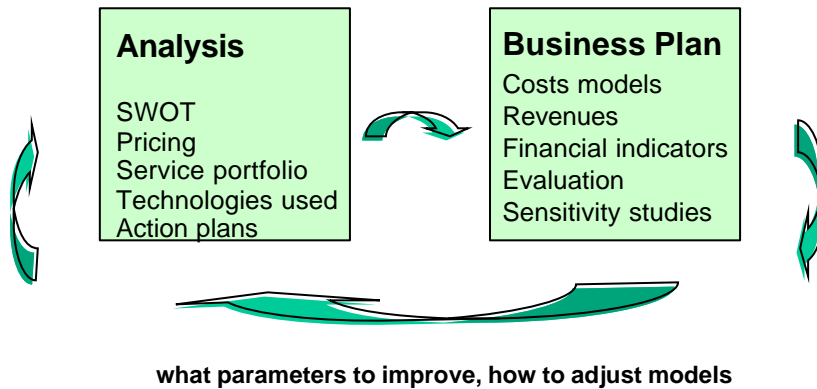 Analysis
SWOT
Pricing
Service portfolio
Technologies used
Action plans
Business Plan
Costs models
Revenues
Financial indicators
Evaluation
Sensitivity studies
what parameters to improve, how to adjust models